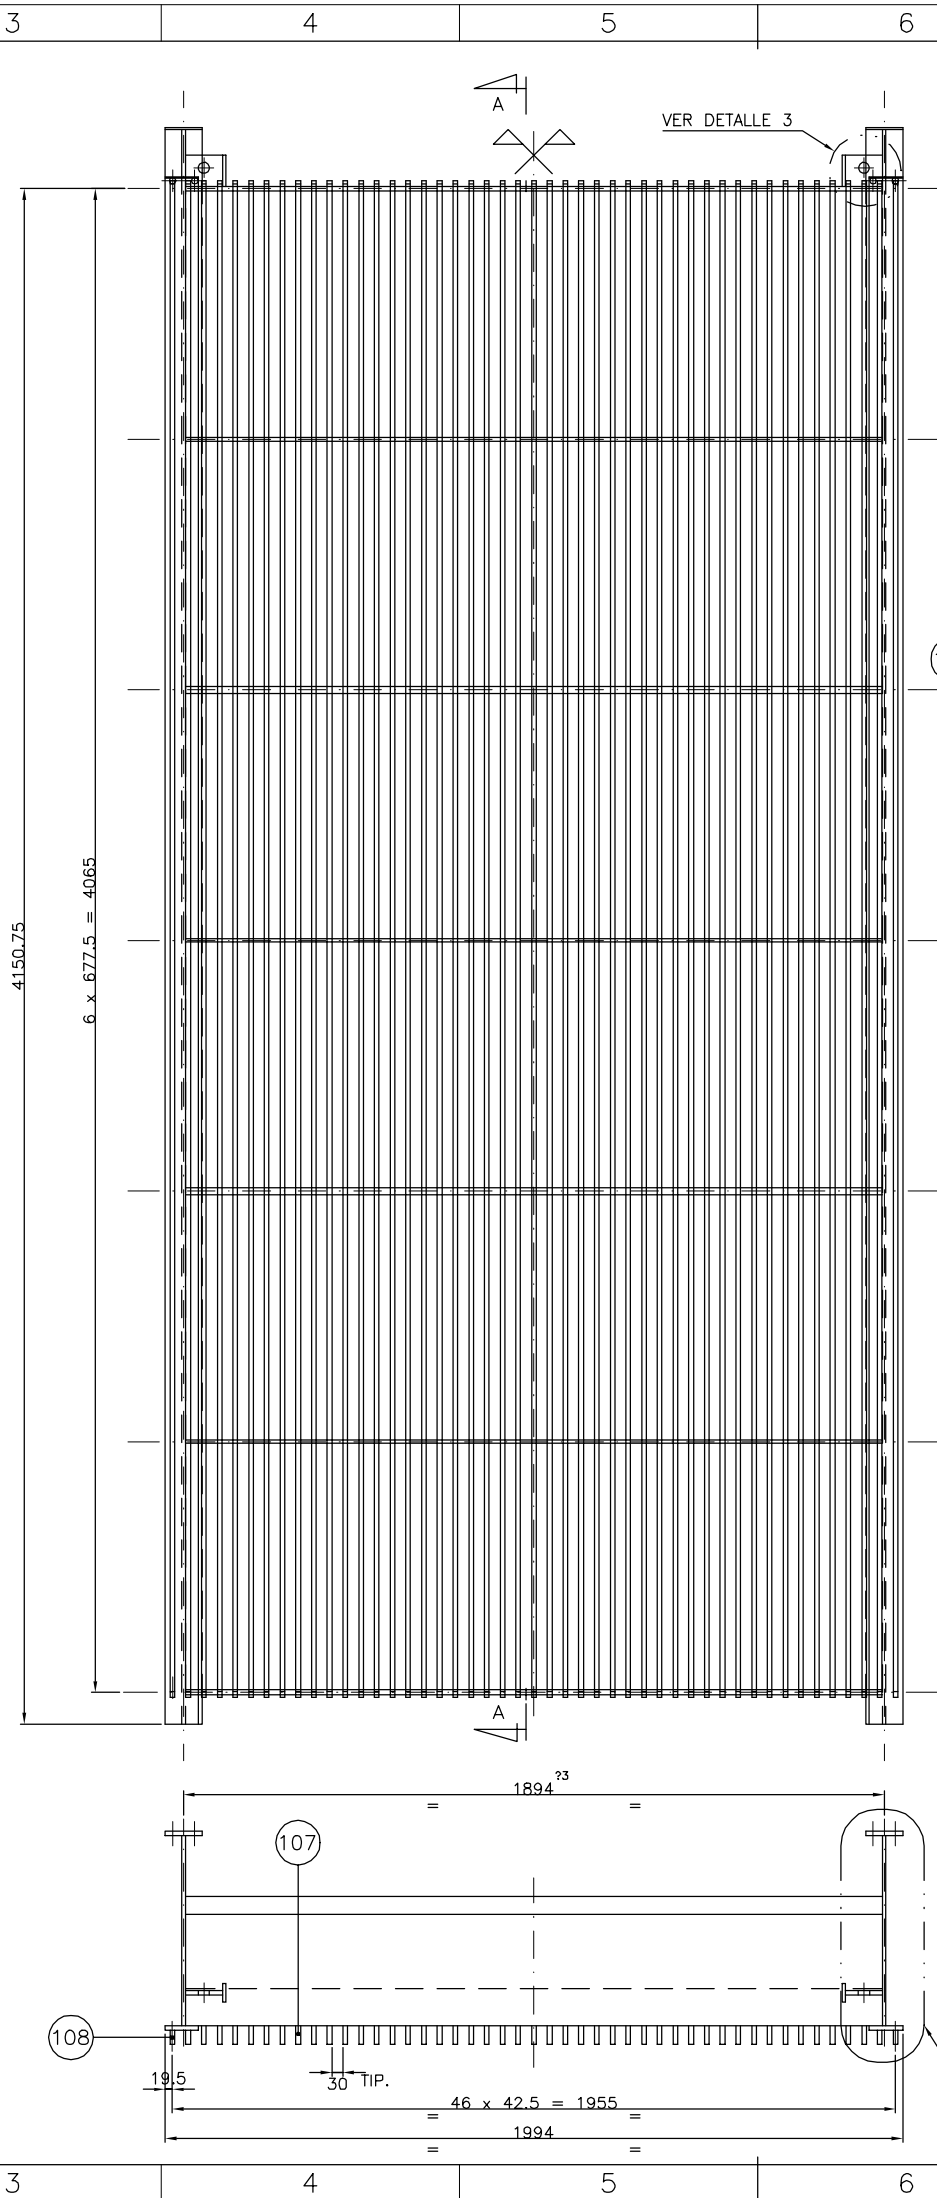 3 4 5 6
A
VER DETALLE 3
4150.75
6 x 677.5 = 4065
A
1894 ?3
= =
107
108
19.5
30 TIP.
46 x 42.5 = 1955
= =
1994
= =
3 4 5 6